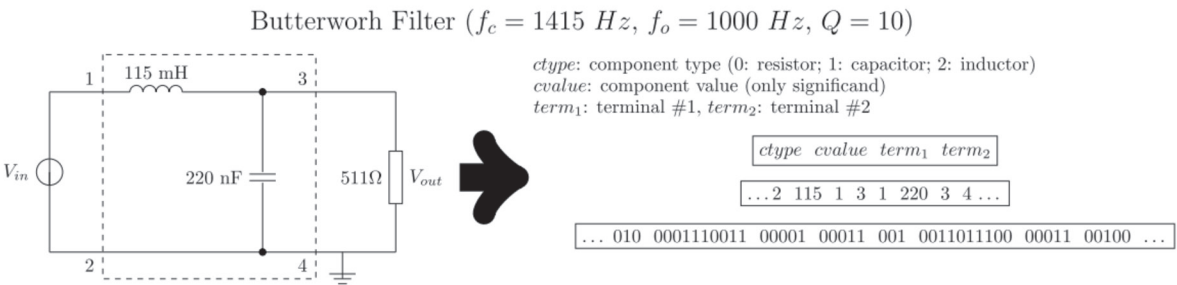 Butterworh Filter (f_c = 1415 Hz, f_o = 1000 Hz, Q = 10)
1
115 mH
3
V_in
220 nF
511Ω
V_out
2
4
ctype: component type (0: resistor; 1: capacitor; 2: inductor)
cvalue: component value (only significand)
term_1: terminal #1, term_2: terminal #2
ctype cvalue term_1 term_2
...2 115 1 3 1 220 3 4...
... 010 0001110011 00001 00011 001 0011011100 00011 00100 ...